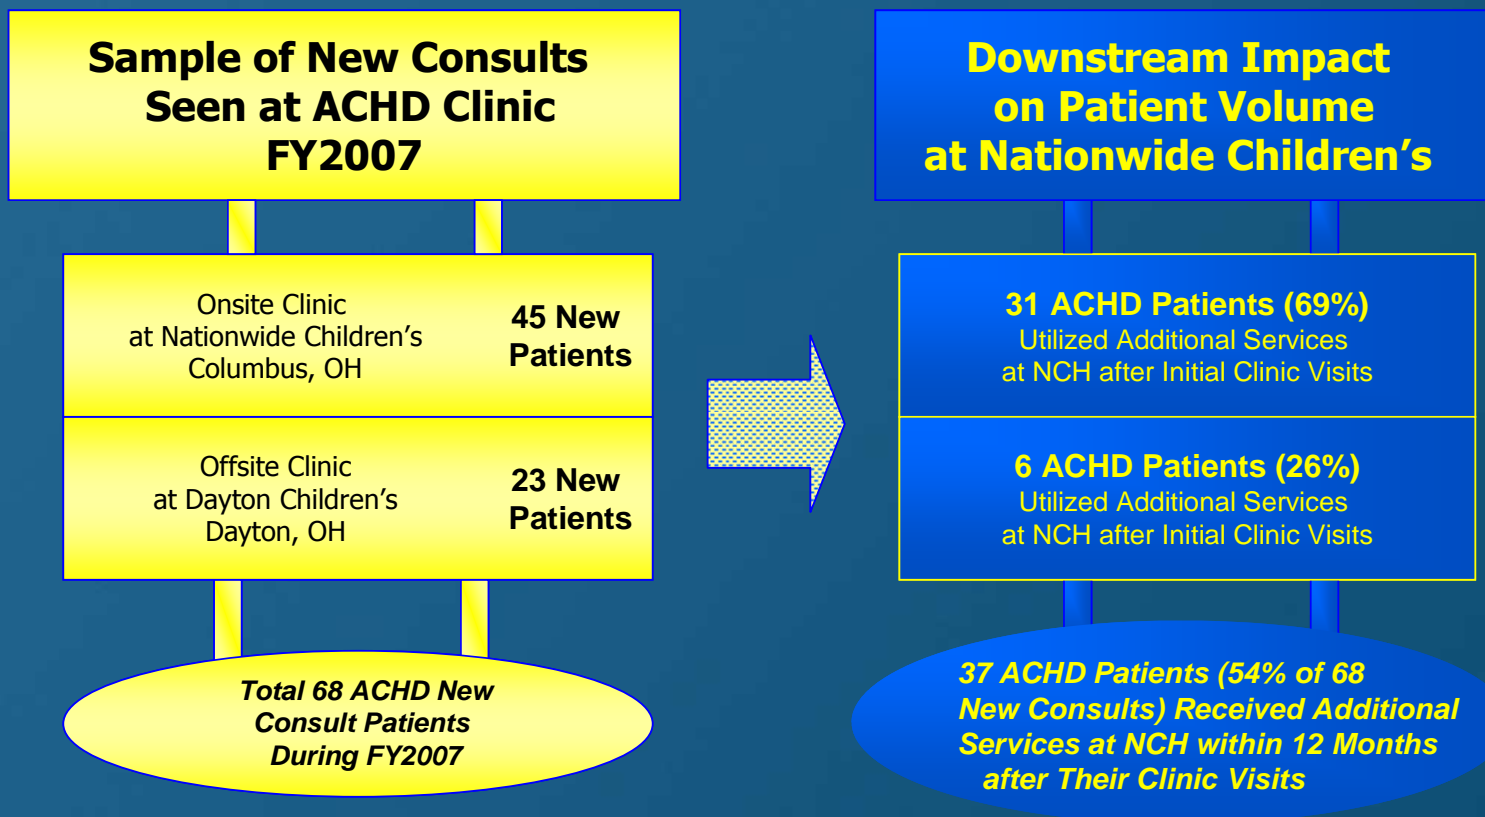 Sample of New Consults
Seen at ACHD Clinic
FY2007
Onsite Clinic
at Nationwide Children's
Columbus, OH
45 New
Patients
Offsite Clinic
at Dayton Children's
Dayton, OH
23 New
Patients
Total 68 ACHD New
Consult Patients
During FY2007
Downstream Impact
on Patient Volume
at Nationwide Children’s
31 ACHD Patients (69%)
Utilized Additional Services
at NCH after Initial Clinic Visits
6 ACHD Patients (26%)
Utilized Additional Services
at NCH after Initial Clinic Visits
37 ACHD Patients (54% of 68
New Consults) Received Additional
Services at NCH within 12 Months
after Their Clinic Visits